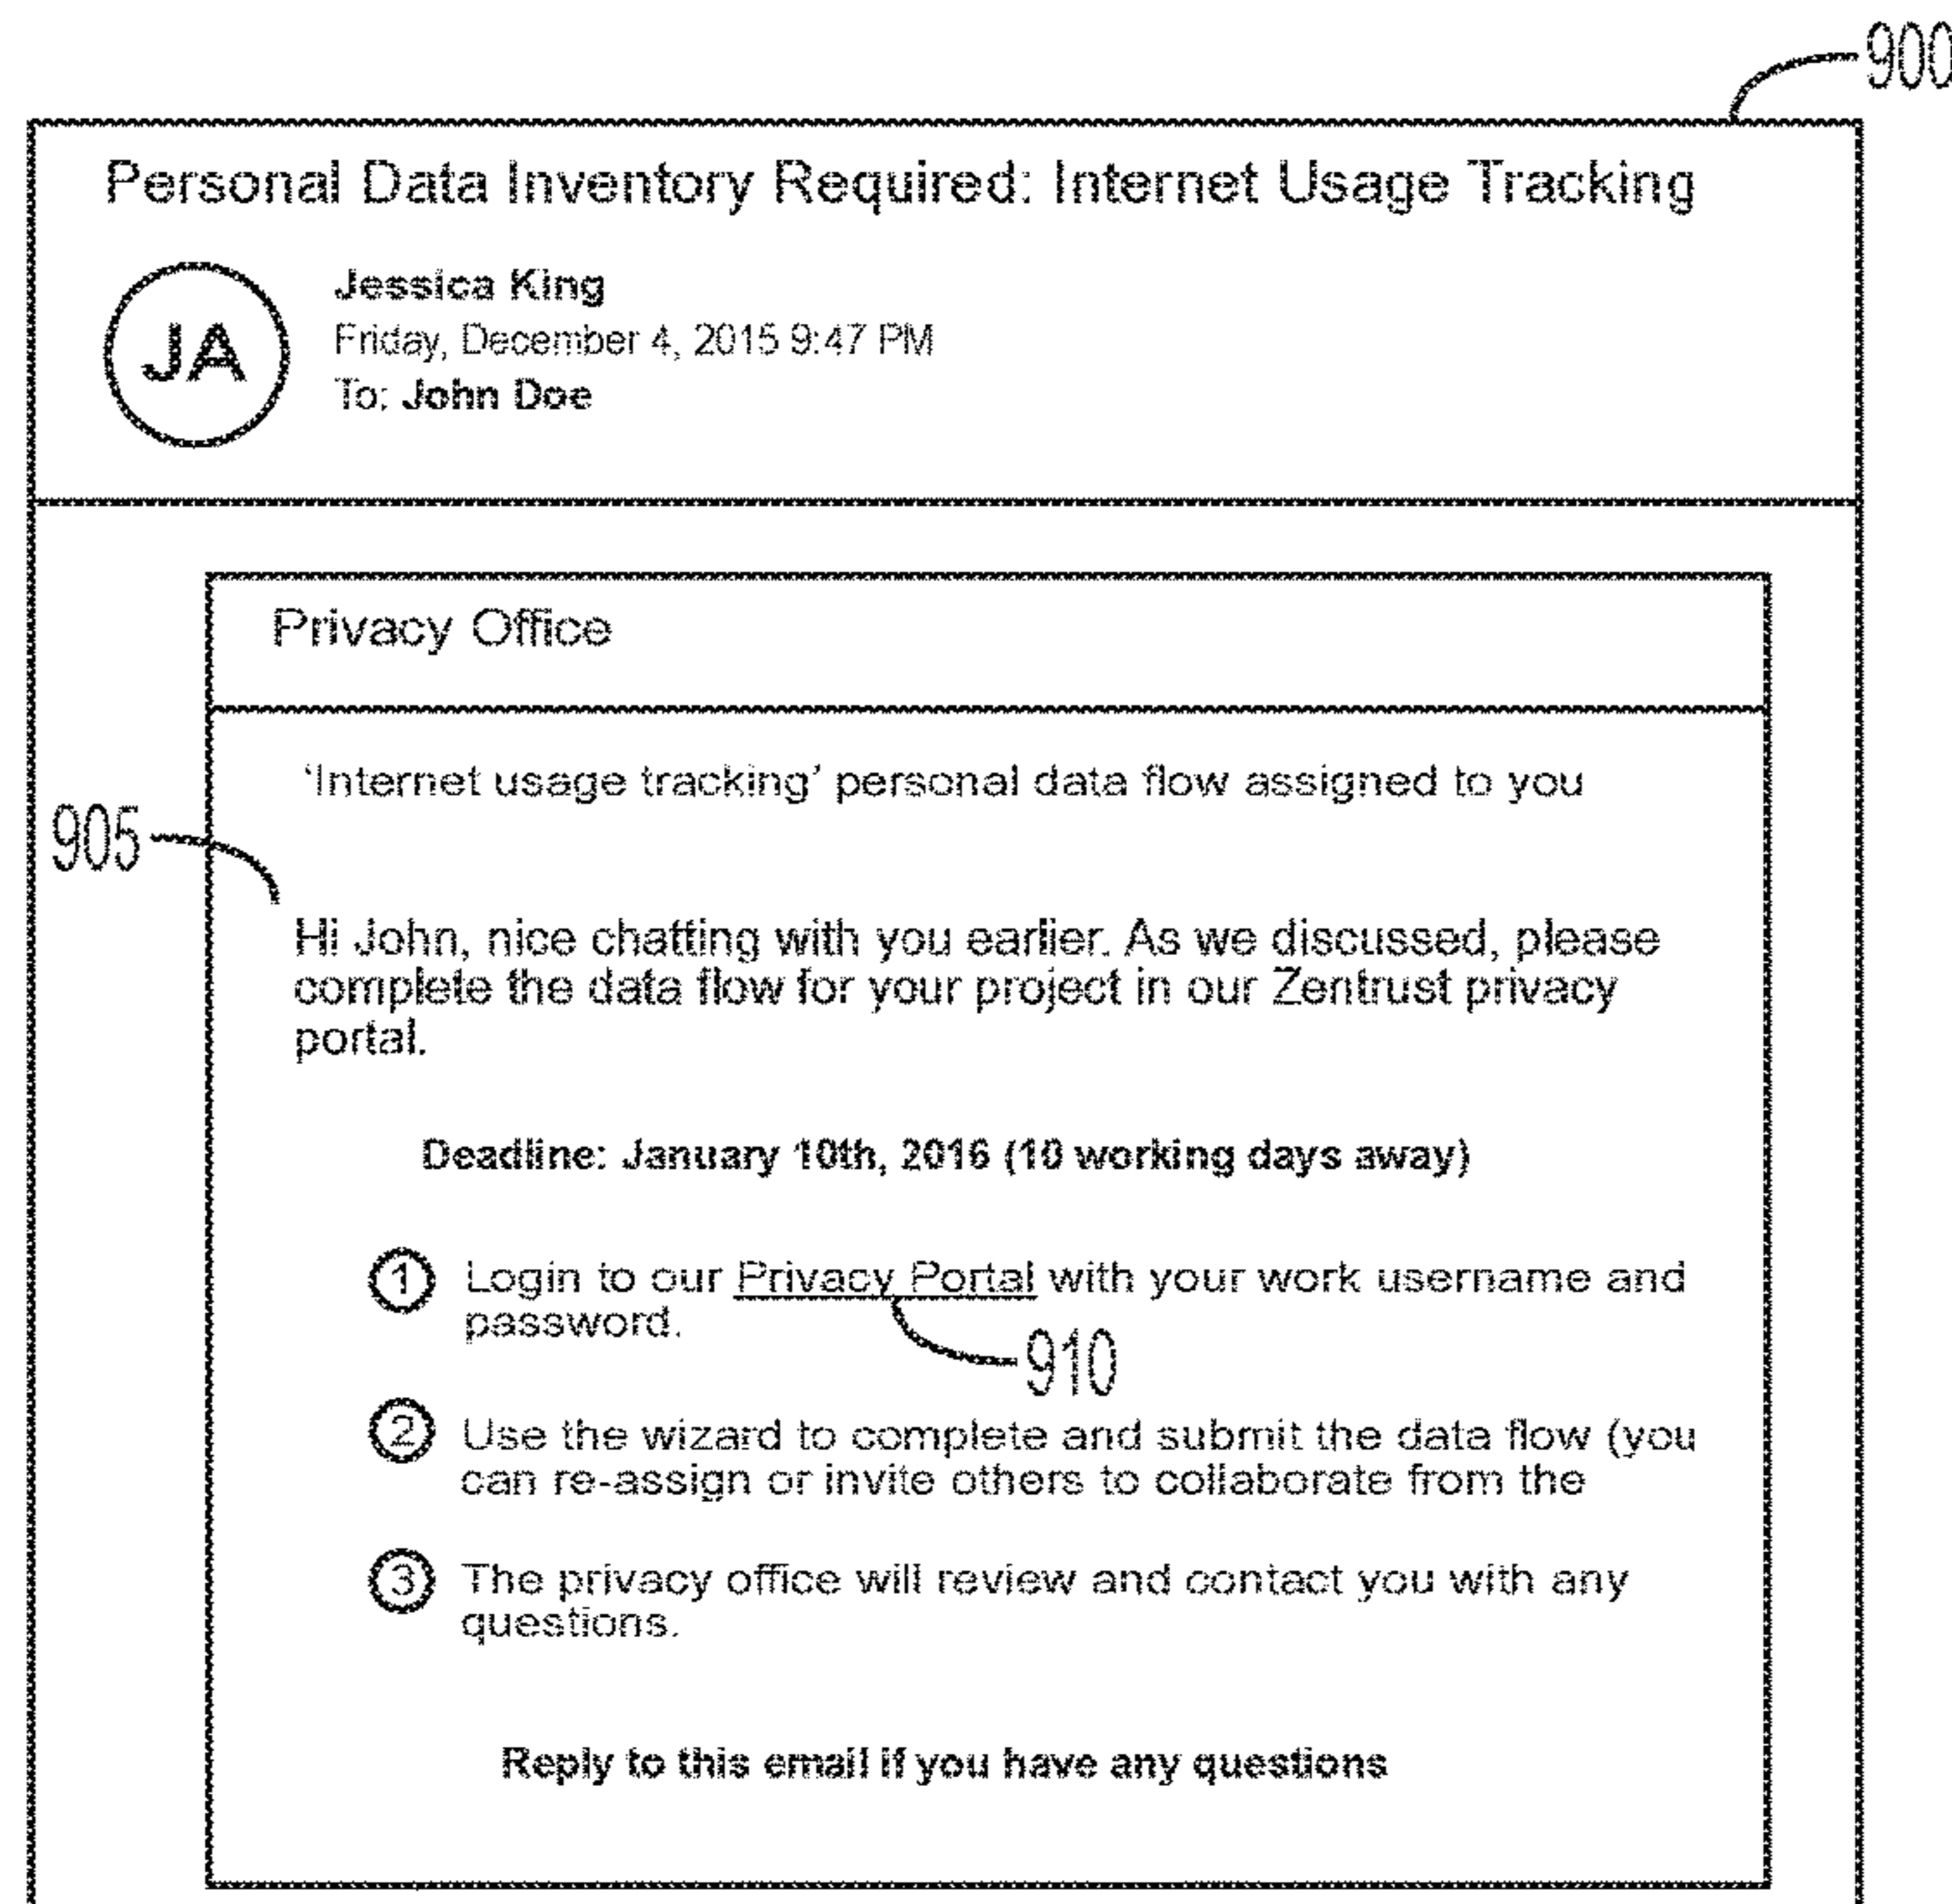 900
Personal Data Inventory Required: Internet Usage Tracking
JA
Jessica King
Friday, December 4, 2015 9:47 PM
To: John Doe
Privacy Office
‘Internet usage tracking’ personal data flow assigned to you
905
Hi John, nice chatting with you earlier. As we discussed, please
complete the data flow for your project in our Zentrust privacy
portal.
Deadline: January 10th, 2016 (10 working days away)
1 Login to our Privacy Portal with your work username and
password.
910
2 Use the wizard to complete and submit the data flow (you
can re-assign or invite others to collaborate from the
3 The privacy office will review and contact you with any
questions.
Reply to this email if you have any questions